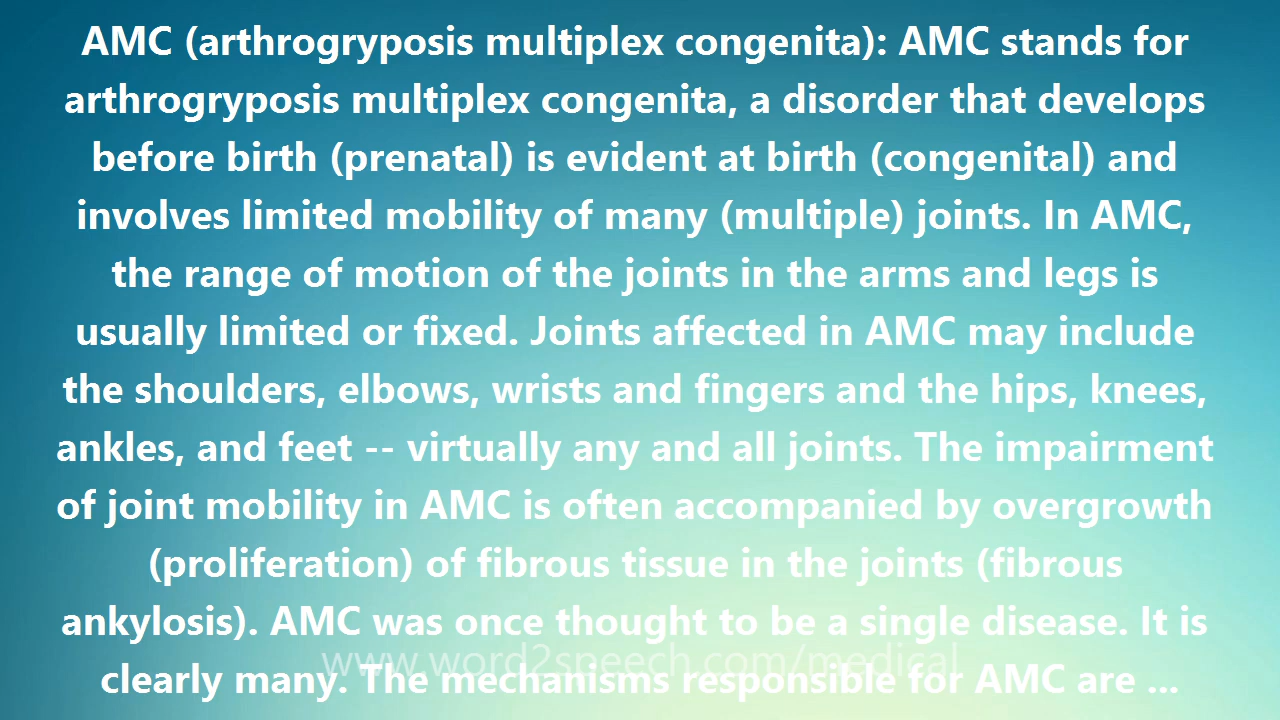 AMC (arthrogryposis multiplex congenita): AMC stands for
arthrogryposis multiplex congenita, a disorder that develops
before birth (prenatal) is evident at birth (congenital) and
involves limited mobility of many (multiple) joints. In AMC,
the range of motion of the joints in the arms and legs is
usually limited or fixed. Joints affected in AMC may include
the shoulders, elbows, wrists and fingers and the hips, knees,
ankles, and feet -- virtually any and all joints. The impairment
of joint mobility in AMC is often accompanied by overgrowth
(proliferation) of fibrous tissue in the joints (fibrous
ankylosis). AMC was once thought to be a single disease. It is
www.word2speech.com/medical
clearly many. The mechanisms responsible for AMC are ...